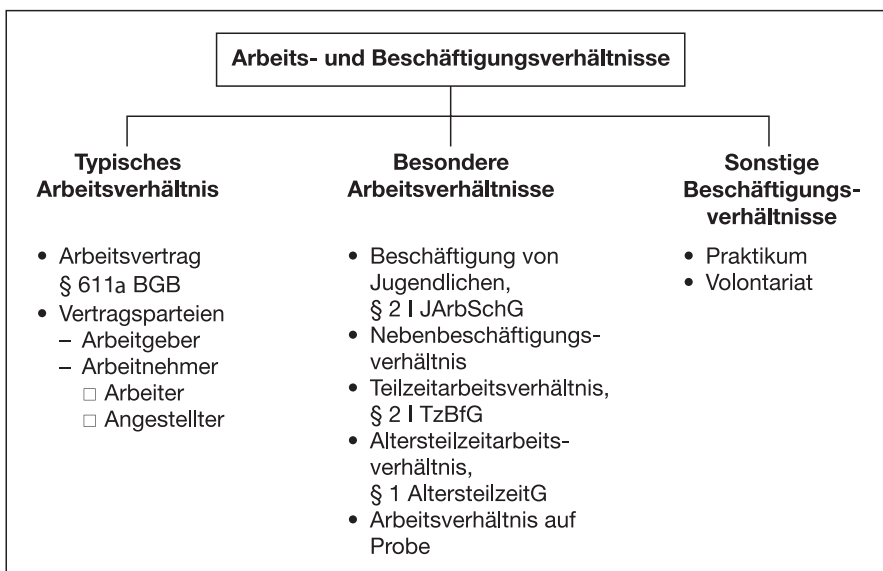 Arbeits- und Beschäftigungsverhältnisse
Typisches
Arbeitsverhältnis
• Arbeitsvertrag
§ 611a BGB
• Vertragsparteien
– Arbeitgeber
– Arbeitnehmer
□ Arbeiter
□ Angestellter
Besondere
Arbeitsverhältnisse
• Beschäftigung von
Jugendlichen,
§ 2 I JArbSchG
• Nebenbeschäftigungs-
verhältnis
• Teilzeitarbeitsverhältnis,
§ 2 I TzBfG
• Altersteilzeitarbeits-
verhältnis,
§ 1 AltersteilzeitG
• Arbeitsverhältnis auf
Probe
Sonstige
Beschäftigungs-
verhältnisse
• Praktikum
• Volontariat